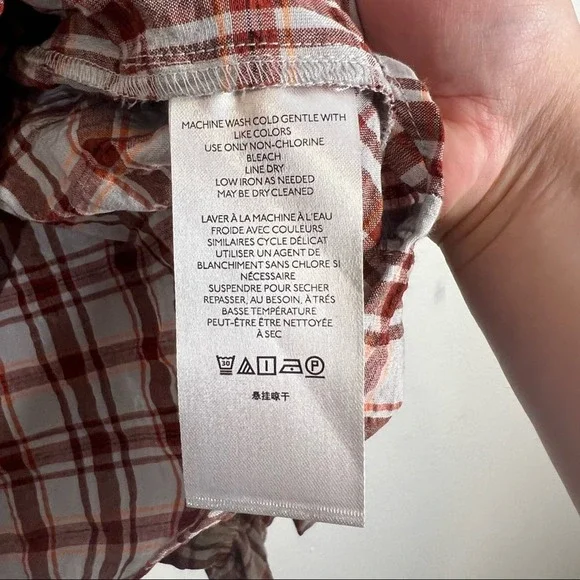 MACHINE WASH COLD GENTLE WITH
LIKE COLORS
USE ONLY NON-CHLORINE
BLEACH
LINE DRY
LOW IRON AS NEEDED
MAY BE DRY CLEANED
LAVER À LA MACHINE À L'EAU
FROIDE AVEC COULEURS
SIMILAIRES CYCLE DÉLICAT
UTILISER UN AGENT DE
BLANCHIMENT SANS CHLORE SI
NÉCESSAIRE
SUSPENDRE POUR SÉCHER
REPASSER, AU BESOIN, À TRÉS
BASSE TEMPÉRATURE
PEUT-ÊTRE ÊTRE NETTOYÉE
À SEC
30 P
悬挂晾干